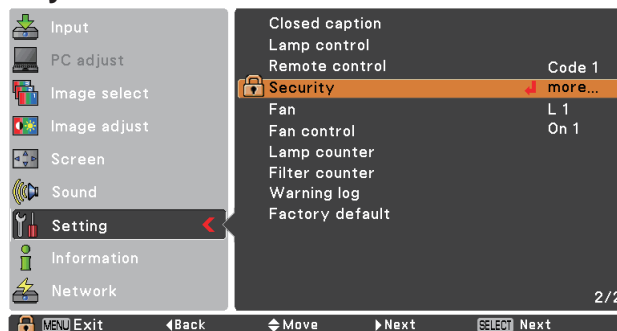 Input
PC adjust
Image select
Image adjust
Screen
Sound
Setting
Information
Network
Closed caption
Lamp control
Remote control Code 1
Security more...
Fan L 1
Fan control On 1
Lamp counter
Filter counter
Warning log
Factory default
2/2
MENU Exit Back Move Next SELECT Next